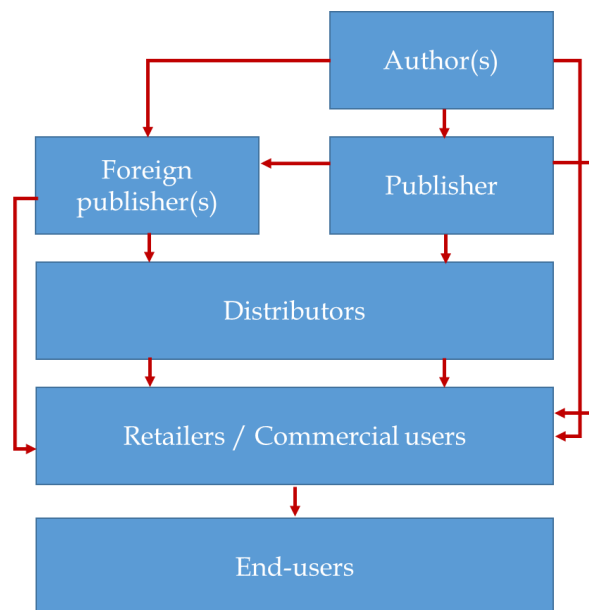 Author(s)
Foreign
publisher(s)
Publisher
Distributors
Retailers / Commercial users
End-users